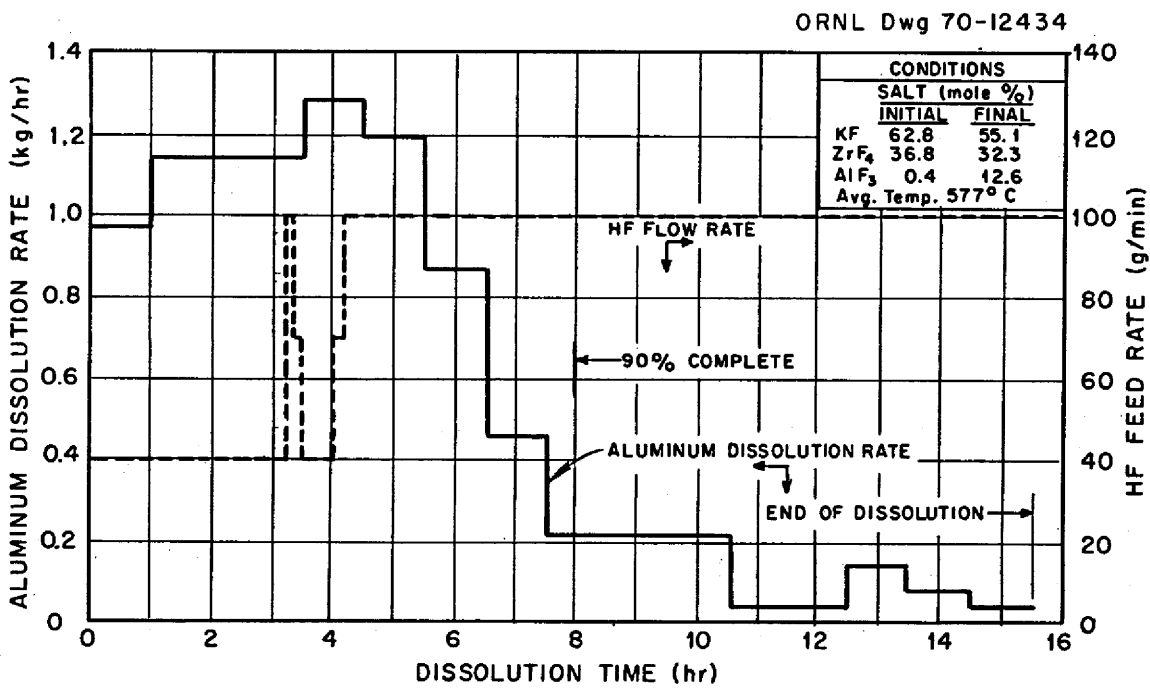 ORNL Dwg 70-12434
1.4
1.2
1.0
0.8
0.6
0.4
0.2
0
ALUMINUM DISSOLUTION RATE (kg/hr)
CONDITIONS
SALT (mole %)
INITIAL FINAL
KF 62.8 55.1
ZrF₄ 36.8 32.3
AlF₃ 0.4 12.6
Avg. Temp. 577° C
HF FLOW RATE
90% COMPLETE
ALUMINUM DISSOLUTION RATE
END OF DISSOLUTION
140
120
100
80
60
40
20
0
HF FEED RATE (g/min)
0 2 4 6 8 10 12 14 16
DISSOLUTION TIME (hr)